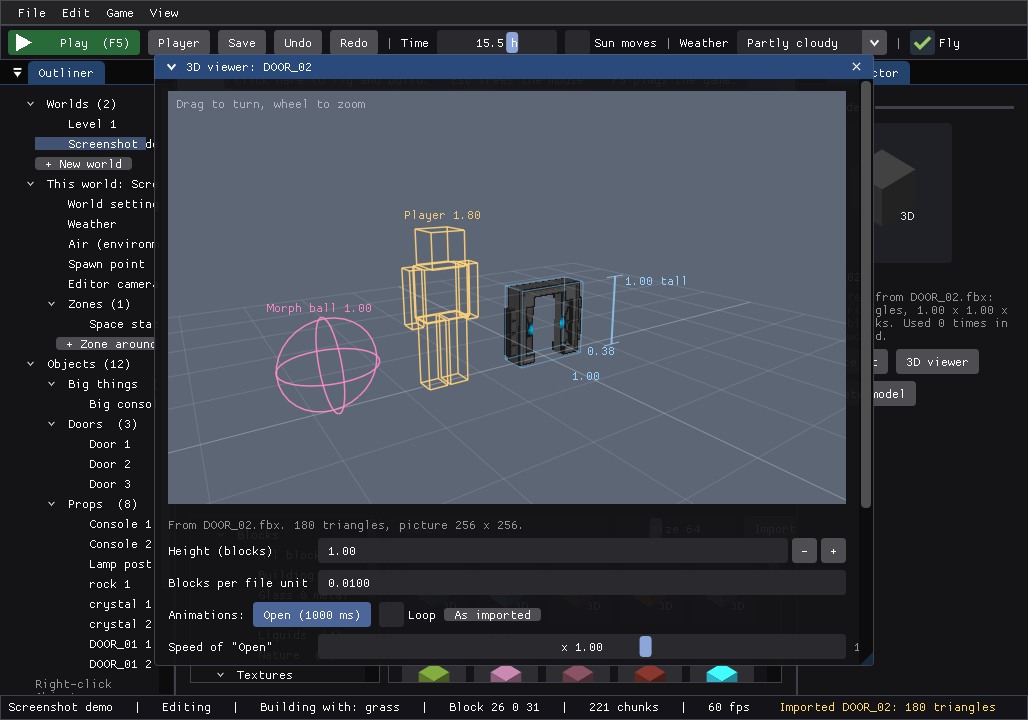 File Edit Game View
Play (F5) Player Save Undo Redo | Time 15.5 h Sun moves | Weather Partly cloudy | Fly
Outliner
3D viewer: DOOR_02
ctor
Drag to turn, wheel to zoom
Worlds (2)
Level 1
Screenshot de
+ New world
This world: Scre
World setting
Weather
Air (environm
Spawn point
Editor camera
Zones (1)
Space sta
+ Zone around
Objects (12)
Big things
Big conso
Doors (3)
Door 1
Door 2
Door 3
Props (8)
Console 1
Console 2
Lamp post
rock 1
crystal 1
crystal 2
DOOR_01 1
DOOR_01 2
Right-click
Player 1.80
Morph ball 1.00
1.00 tall
0.38
1.00
3D
from DOOR_02.fbx:
gles, 1.00 x 1.00 x
ks. Used 0 times in
d.
t 3D viewer
model
From DOOR_02.fbx. 180 triangles, picture 256 x 256.
Height (blocks) 1.00 - +
Blocks per file unit 0.0100
Animations: Open (1000 ms) Loop As imported
Speed of "Open" x 1.00 1
Textures
Screenshot demo | Editing | Building with: grass | Block 26 0 31 | 221 chunks | 60 fps | Imported DOOR_02: 180 triangles